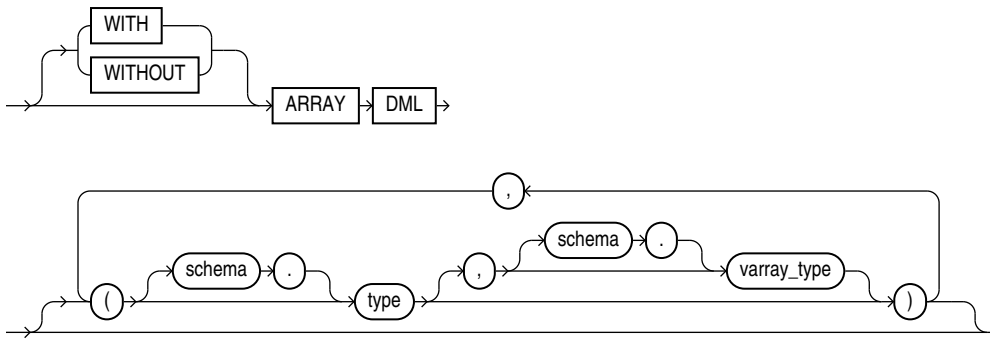 WITH
WITHOUT
ARRAY DML
,
schema .
schema . , varray_type
( type )